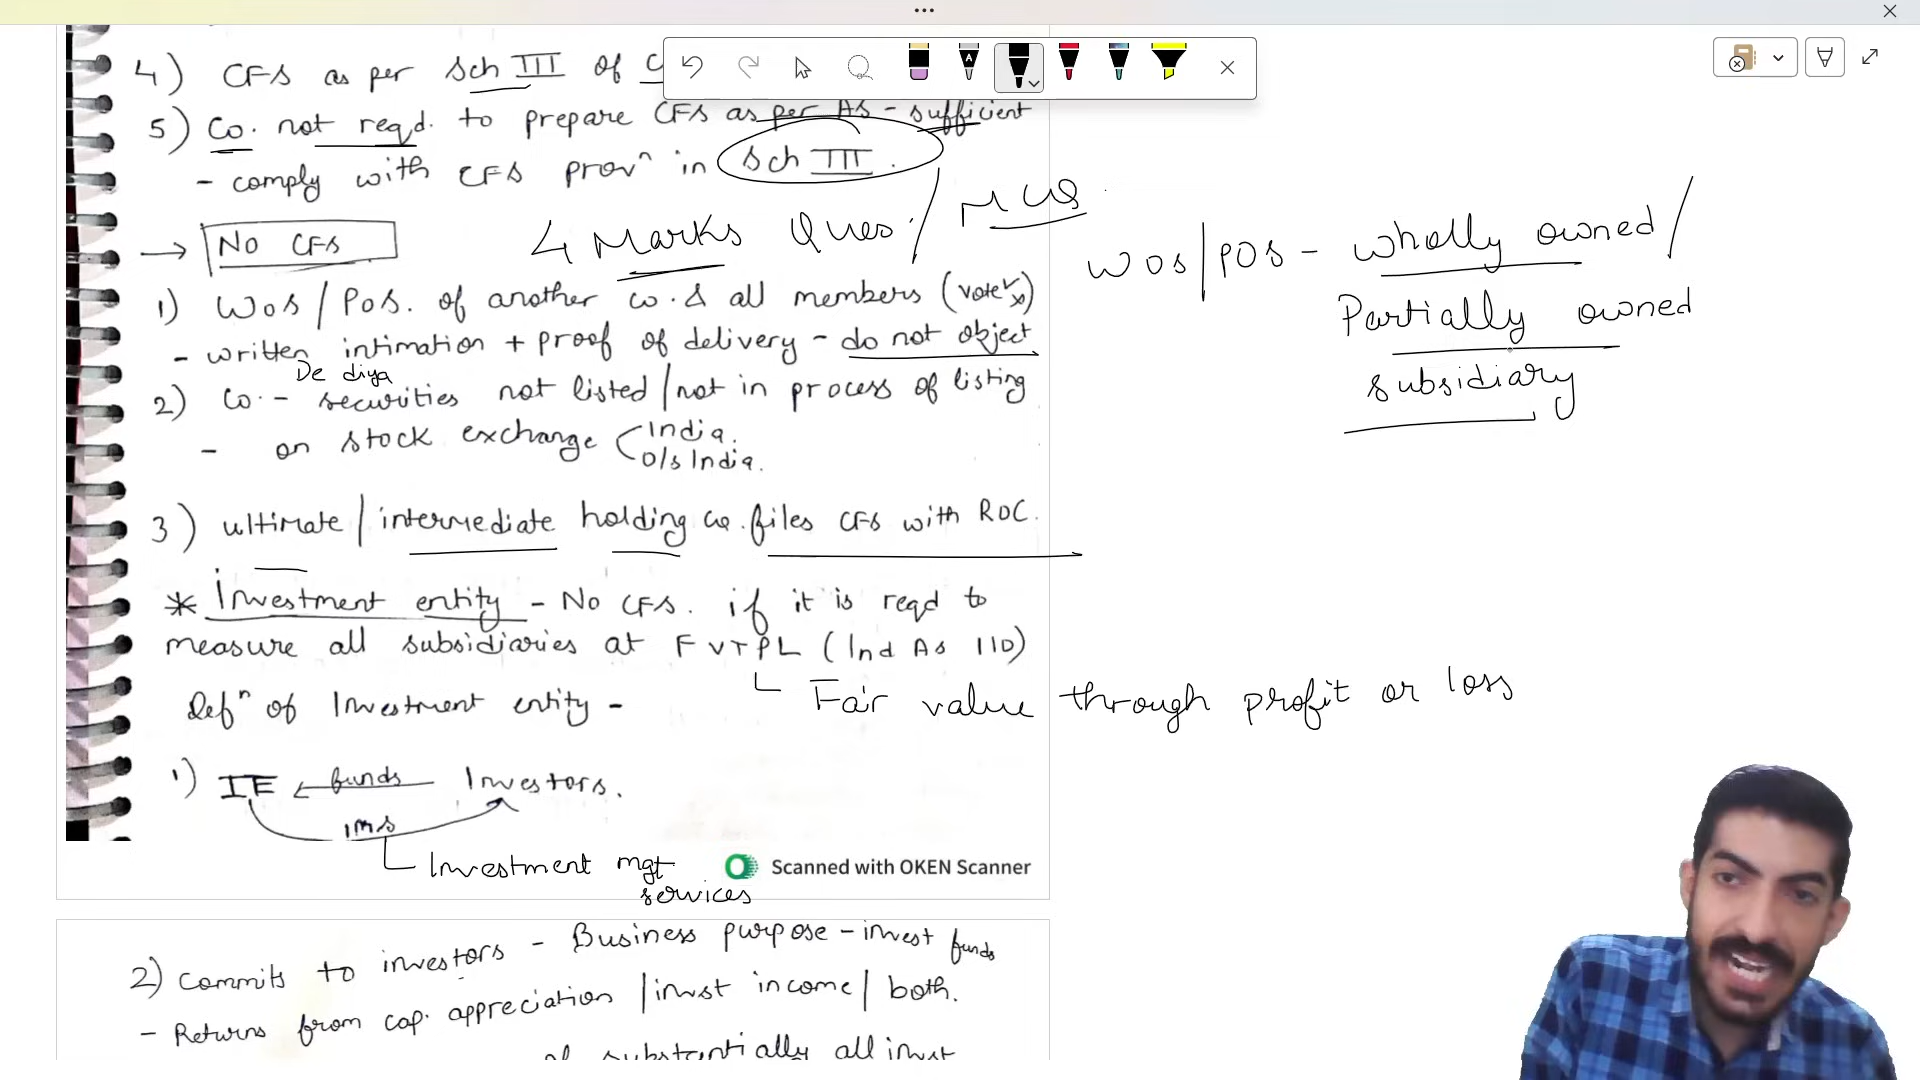 4) CFS as per Sch III of C
5) Co. not reqd. to prepare CFS as per AS - sufficient
- comply with CFS provⁿ in Sch III.
MCQ
→ No CFS
4 Marks Ques. /
WOS/POS - wholly owned /
Partially owned
subsidiary
1) WOS / POS. of another co. & all members (vote ✓ x)
- written intimation + proof of delivery - do not object
De diya
2) Co. - securities not listed / not in process of listing
- on stock exchange India.
O/s India.
3) ultimate / intermediate holding co. files CFS with ROC.
* Investment entity - No CFS. if it is reqd to
measure all subsidiaries at FVTPL (Ind AS 110)
Fair value through profit or loss
Defⁿ of Investment entity -
1) IE ← funds Investors.
IMS
Investment mgt
services
Scanned with OKEN Scanner
2) Commits to investors - Business purpose - invest funds
- Returns from cap. appreciation / invst income / both.
of substantially all invst